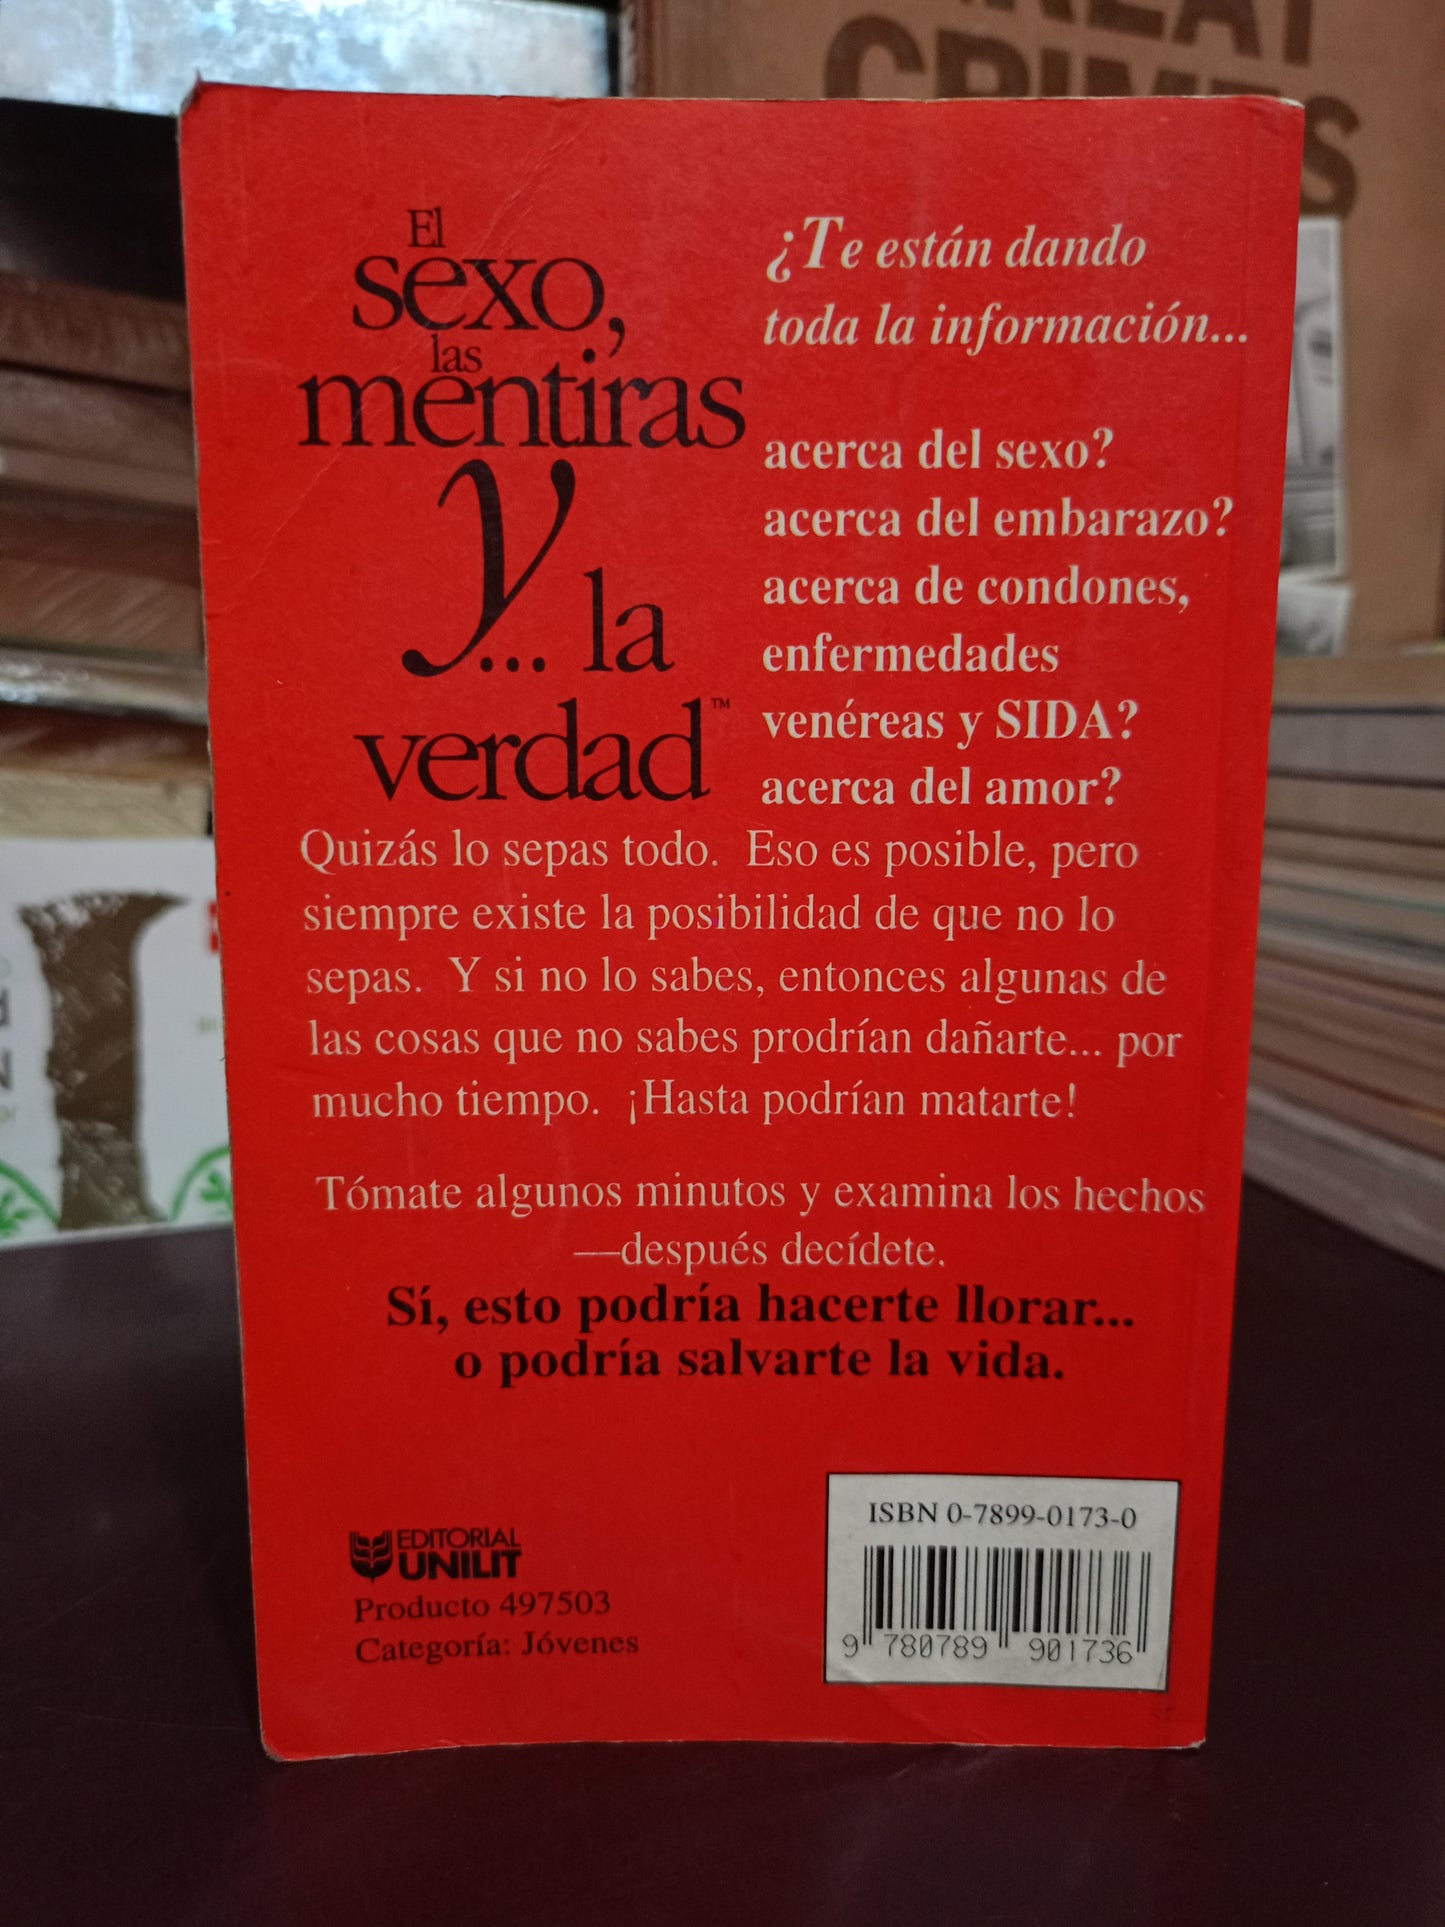 GREAT
CRIMES
El
sexo,
las
mentiras
y... la
verdad™
¿Te están dando
toda la información...
acerca del sexo?
acerca del embarazo?
acerca de condones,
enfermedades
venéreas y SIDA?
acerca del amor?
Quizás lo sepas todo. Eso es posible, pero
siempre existe la posibilidad de que no lo
sepas. Y si no lo sabes, entonces algunas de
las cosas que no sabes prodrían dañarte... por
mucho tiempo. ¡Hasta podrían matarte!
Tómate algunos minutos y examina los hechos
—después decídete.
Sí, esto podría hacerte llorar...
o podría salvarte la vida.
EDITORIAL
UNILIT
Producto 497503
Categoría: Jóvenes
ISBN 0-7899-0173-0
9 780789 901736